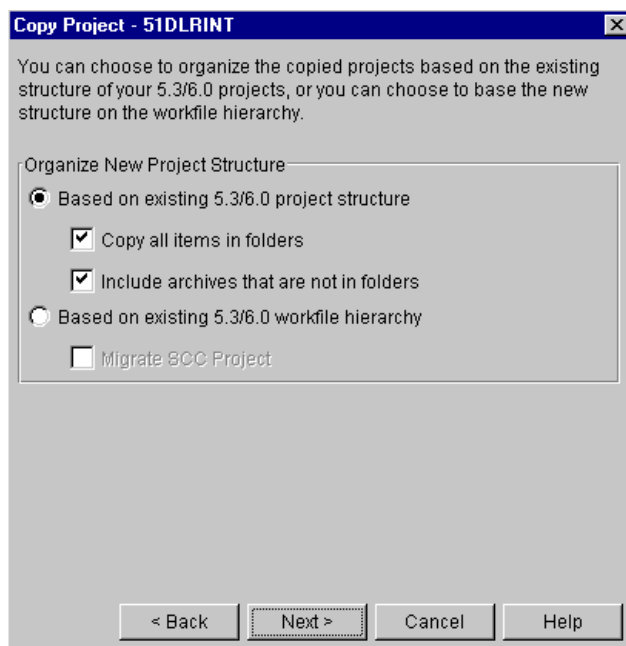 Copy Project - 51DLRINT
You can choose to organize the copied projects based on the existing
structure of your 5.3/6.0 projects, or you can choose to base the new
structure on the workfile hierarchy.
Organize New Project Structure
Based on existing 5.3/6.0 project structure
Copy all items in folders
Include archives that are not in folders
Based on existing 5.3/6.0 workfile hierarchy
Migrate SCC Project
< Back
Next >
Cancel
Help